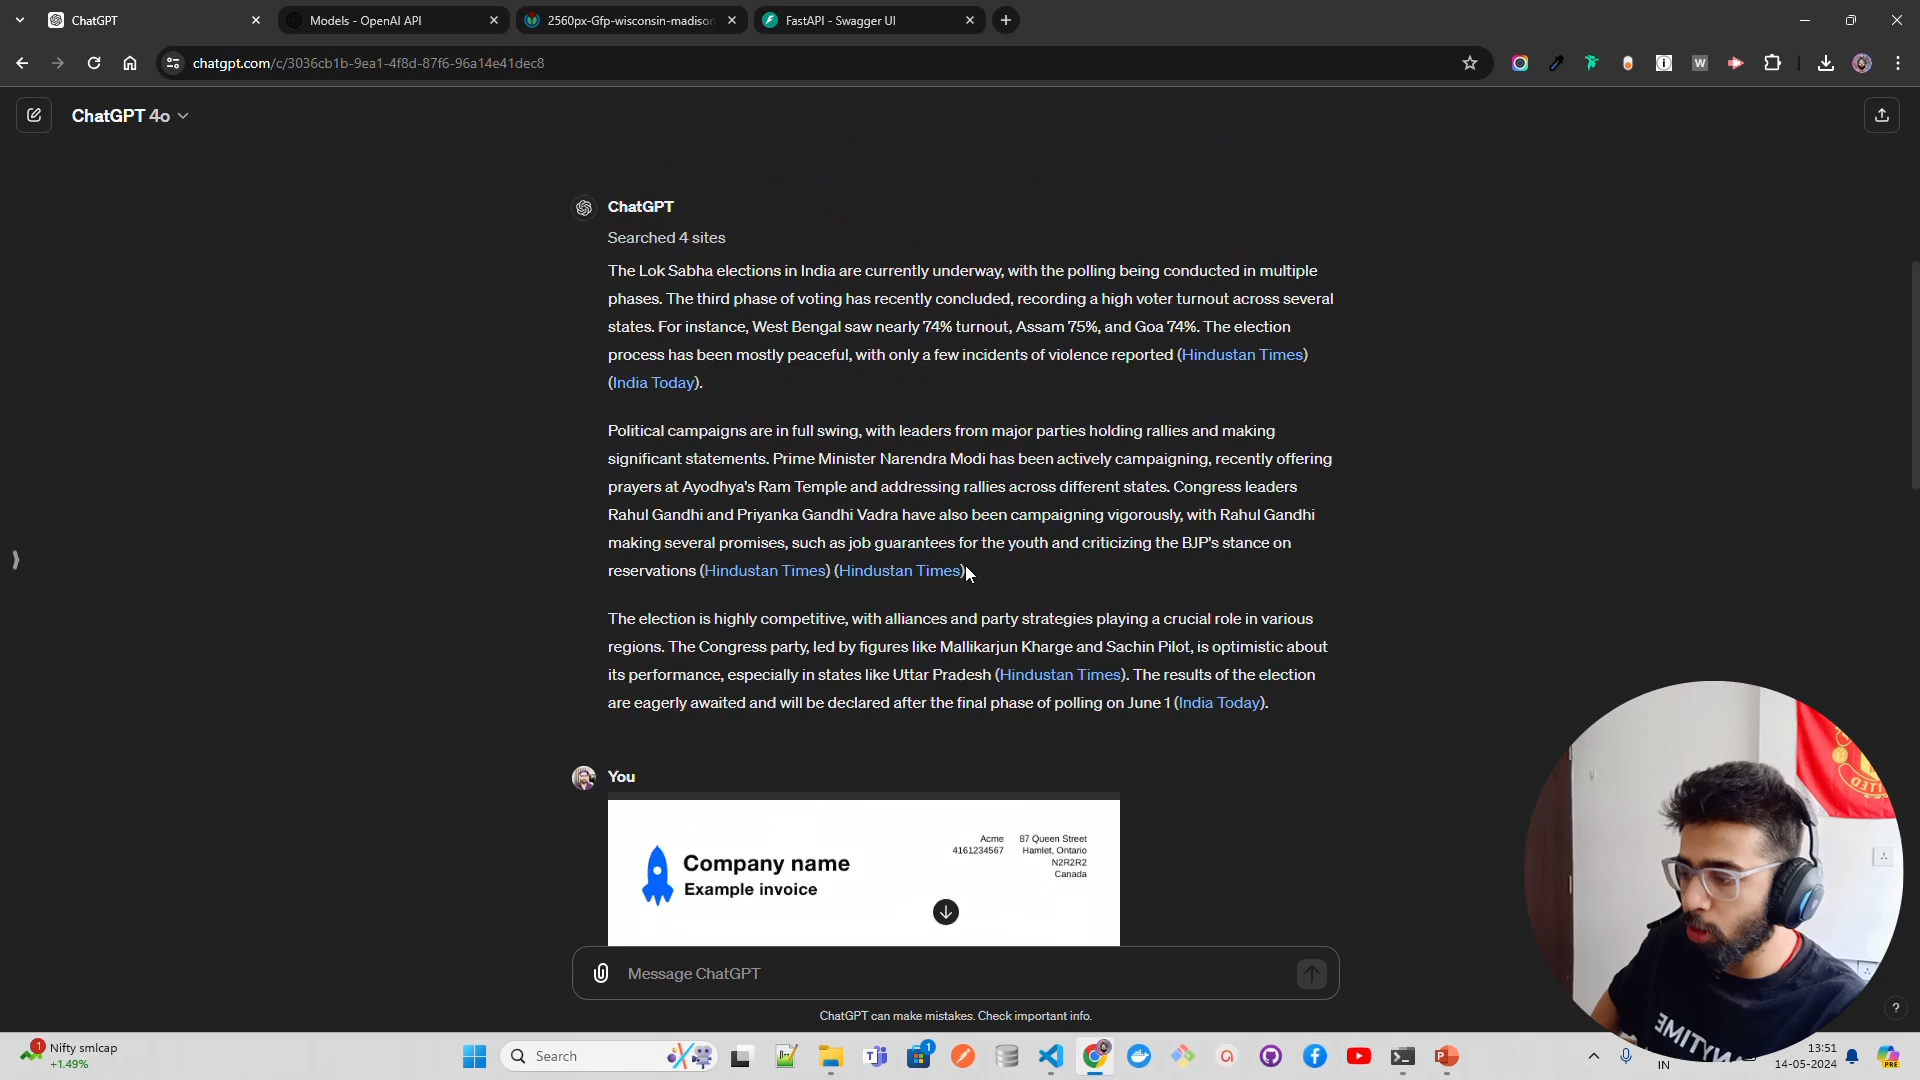 ChatGPT
Models - OpenAI API
2560px-Gfp-wisconsin-madison
FastAPI - Swagger UI
chatgpt.com/c/3036cb1b-9ea1-4f8d-87f6-96a14e41dec8
W
ChatGPT 4o
ChatGPT
Searched 4 sites
The Lok Sabha elections in India are currently underway, with the polling being conducted in multiple
phases. The third phase of voting has recently concluded, recording a high voter turnout across several
states. For instance, West Bengal saw nearly 74% turnout, Assam 75%, and Goa 74%. The election
process has been mostly peaceful, with only a few incidents of violence reported (Hindustan Times)
(India Today).
Political campaigns are in full swing, with leaders from major parties holding rallies and making
significant statements. Prime Minister Narendra Modi has been actively campaigning, recently offering
prayers at Ayodhya's Ram Temple and addressing rallies across different states. Congress leaders
Rahul Gandhi and Priyanka Gandhi Vadra have also been campaigning vigorously, with Rahul Gandhi
making several promises, such as job guarantees for the youth and criticizing the BJP's stance on
reservations (Hindustan Times) (Hindustan Times)
The election is highly competitive, with alliances and party strategies playing a crucial role in various
regions. The Congress party, led by figures like Mallikarjun Kharge and Sachin Pilot, is optimistic about
its performance, especially in states like Uttar Pradesh (Hindustan Times). The results of the election
are eagerly awaited and will be declared after the final phase of polling on June 1 (India Today).
You
Company name
Example invoice
Acme
4161234567
87 Queen Street
Hamlet, Ontario
N2R2R2
Canada
Message ChatGPT
ChatGPT can make mistakes. Check important info.
?
UNITED
1
Nifty smlcap
+1.49%
Search
1
IN
13:51
14-05-2024
PRE